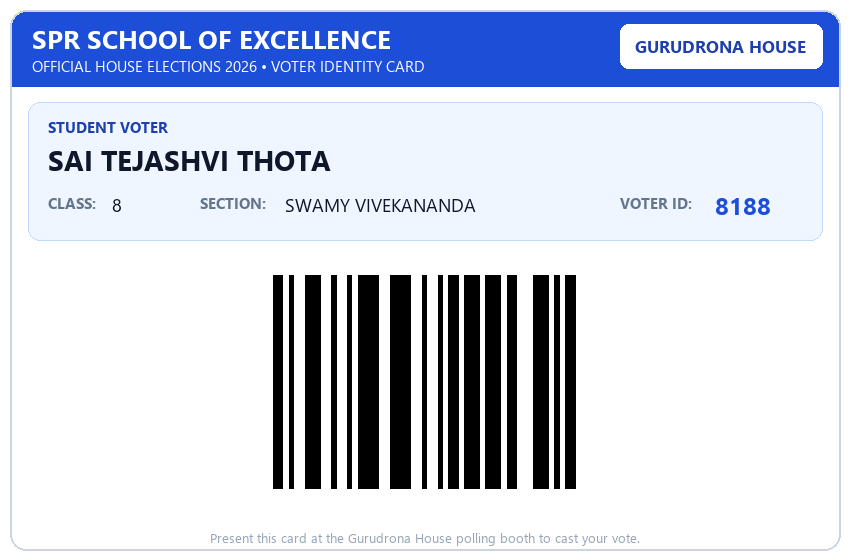 SPR SCHOOL OF EXCELLENCE
OFFICIAL HOUSE ELECTIONS 2026 • VOTER IDENTITY CARD
GURUDRONA HOUSE
STUDENT VOTER
SAI TEJASHVI THOTA
CLASS: 8 SECTION: SWAMY VIVEKANANDA VOTER ID: 8188
Present this card at the Gurudrona House polling booth to cast your vote.